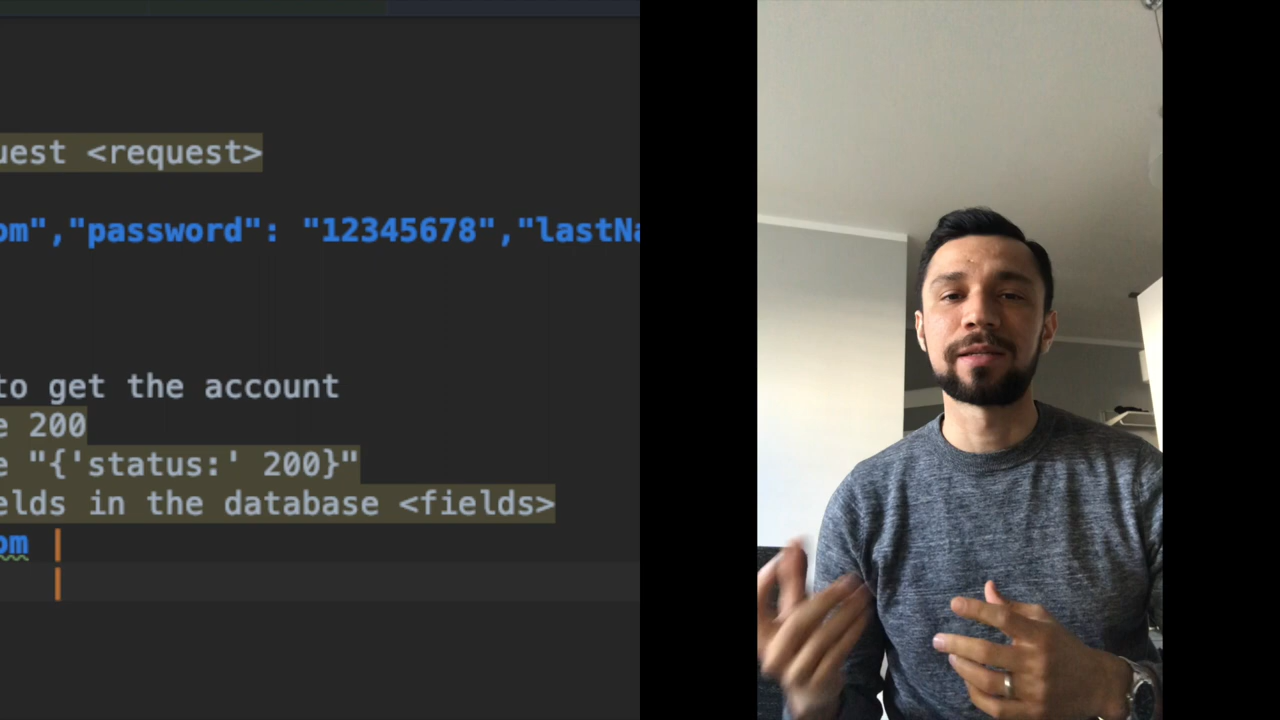 uest <request>
om","password": "12345678","lastNa
to get the account
e 200
e "{'status:' 200}"
elds in the database <fields>
om |
|